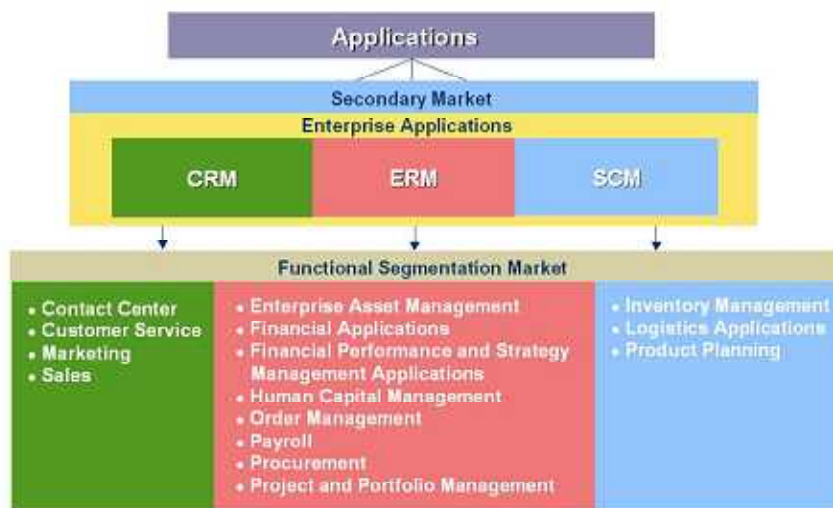 Applications
Secondary Market
Enterprise Applications
CRM
ERM
SCM
Functional Segmentation Market
• Contact Center
• Customer Service
• Marketing
• Sales
• Enterprise Asset Management
• Financial Applications
• Financial Performance and Strategy
Management Applications
• Human Capital Management
• Order Management
• Payroll
• Procurement
• Project and Portfolio Management
• Inventory Management
• Logistics Applications
• Product Planning